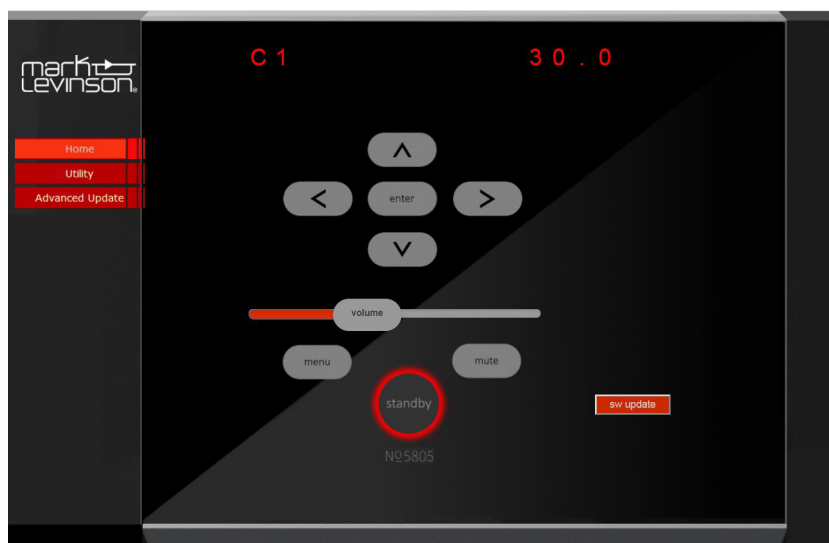 mark
Levinson®
C1 30.0
Home
Utility
Advanced Update
^
< enter >
v
volume
menu mute
standby
sw update
Nº5805